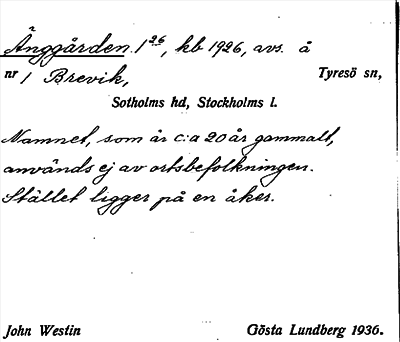 Änggården 1²⁶, kb 1926, avs. å
nr 1 Brevik, Tyresö sn,
Sotholms hd, Stockholms l.
Namnet, som är c:a 20 år gammalt,
används ej av ortsbefolkningen.
Stället ligger på en åker.
John Westin Gösta Lundberg 1936.